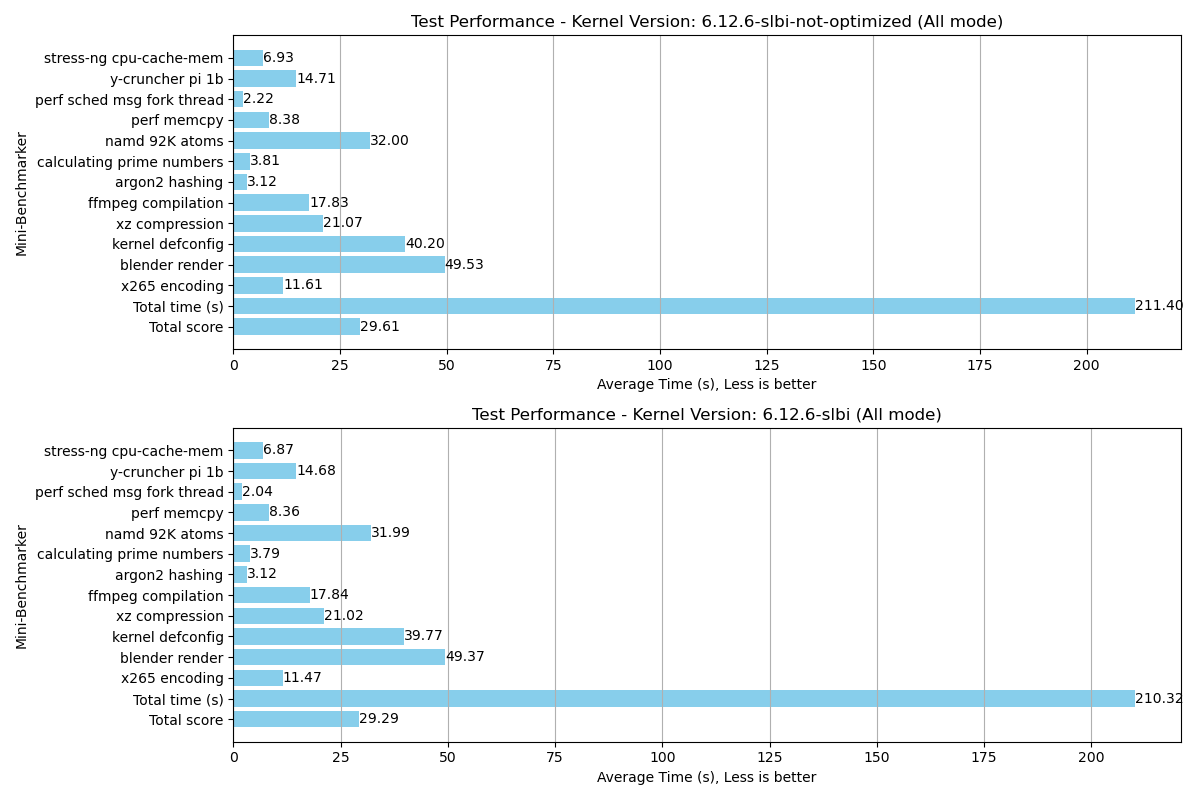 Test Performance - Kernel Version: 6.12.6-slbi-not-optimized (All mode)
Mini-Benchmarker
stress-ng cpu-cache-mem 6.93
y-cruncher pi 1b 14.71
perf sched msg fork thread 2.22
perf memcpy 8.38
namd 92K atoms 32.00
calculating prime numbers 3.81
argon2 hashing 3.12
ffmpeg compilation 17.83
xz compression 21.07
kernel defconfig 40.20
blender render 49.53
x265 encoding 11.61
Total time (s) 211.40
Total score 29.61
0 25 50 75 100 125 150 175 200
Average Time (s), Less is better
Test Performance - Kernel Version: 6.12.6-slbi (All mode)
Mini-Benchmarker
stress-ng cpu-cache-mem 6.87
y-cruncher pi 1b 14.68
perf sched msg fork thread 2.04
perf memcpy 8.36
namd 92K atoms 31.99
calculating prime numbers 3.79
argon2 hashing 3.12
ffmpeg compilation 17.84
xz compression 21.02
kernel defconfig 39.77
blender render 49.37
x265 encoding 11.47
Total time (s) 210.32
Total score 29.29
0 25 50 75 100 125 150 175 200
Average Time (s), Less is better